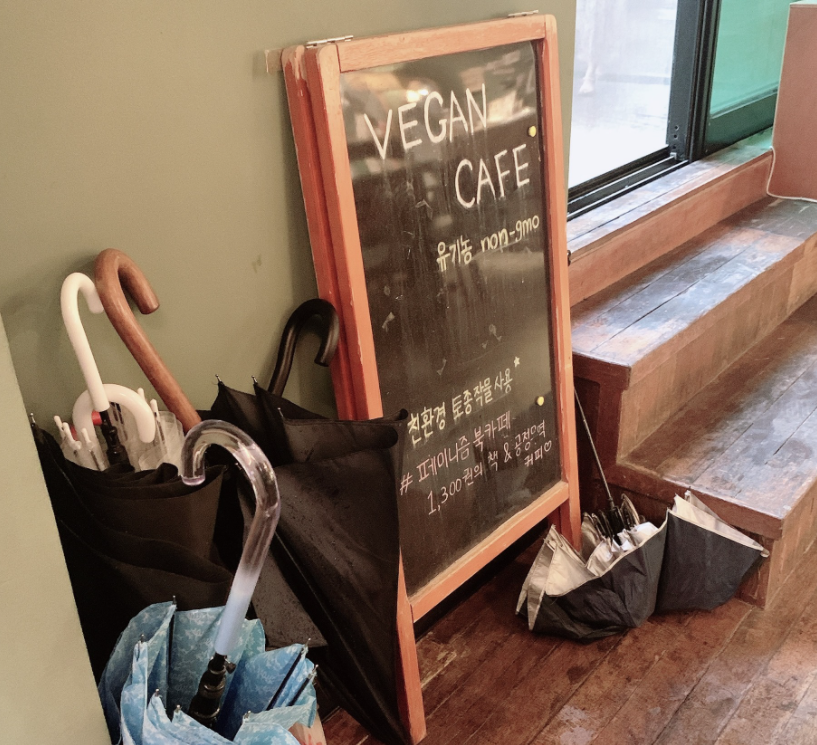 VEGAN
CAFE
유기농 non-gmo
친환경 토종작물 사용*
# 페미니즘 북카페
1,300권의 책 & 공정무역
커피♡